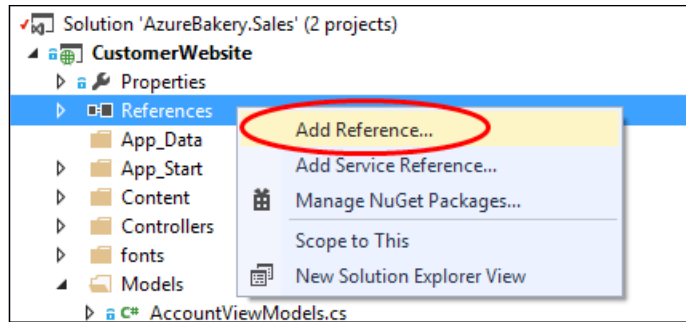 Solution 'AzureBakery.Sales' (2 projects)
CustomerWebsite
Properties
References
Add Reference...
App_Data
Add Service Reference...
App_Start
Manage NuGet Packages...
Content
Controllers
Scope to This
fonts
New Solution Explorer View
Models
C# AccountViewModels.cs